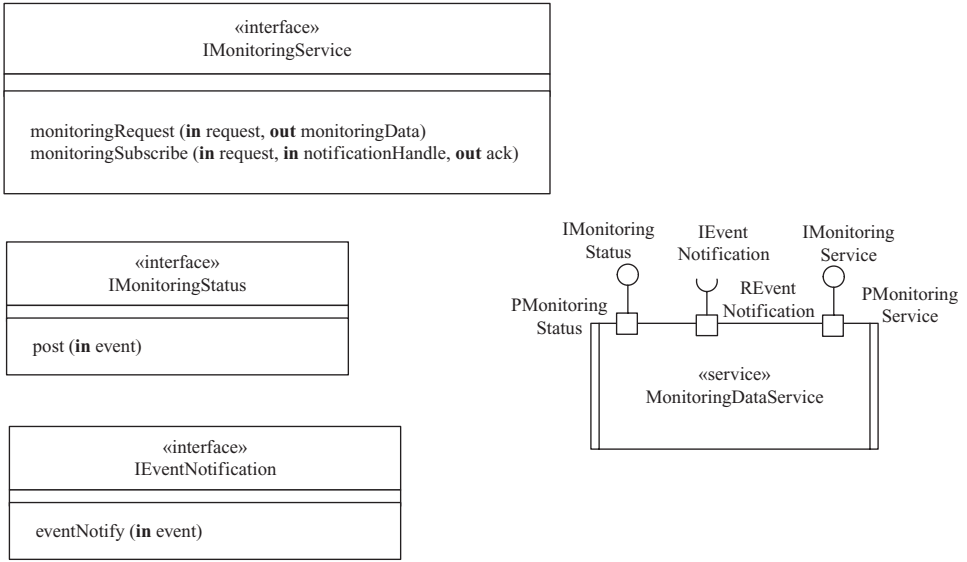 «interface»
IMonitoringService
monitoringRequest (in request, out monitoringData)
monitoringSubscribe (in request, in notificationHandle, out ack)
«interface»
IMonitoringStatus
post (in event)
«interface»
IEventNotification
eventNotify (in event)
IMonitoring
Status
IEvent
Notification
IMonitoring
Service
PMonitoring
Status
REvent
Notification
PMonitoring
Service
«service»
MonitoringDataService